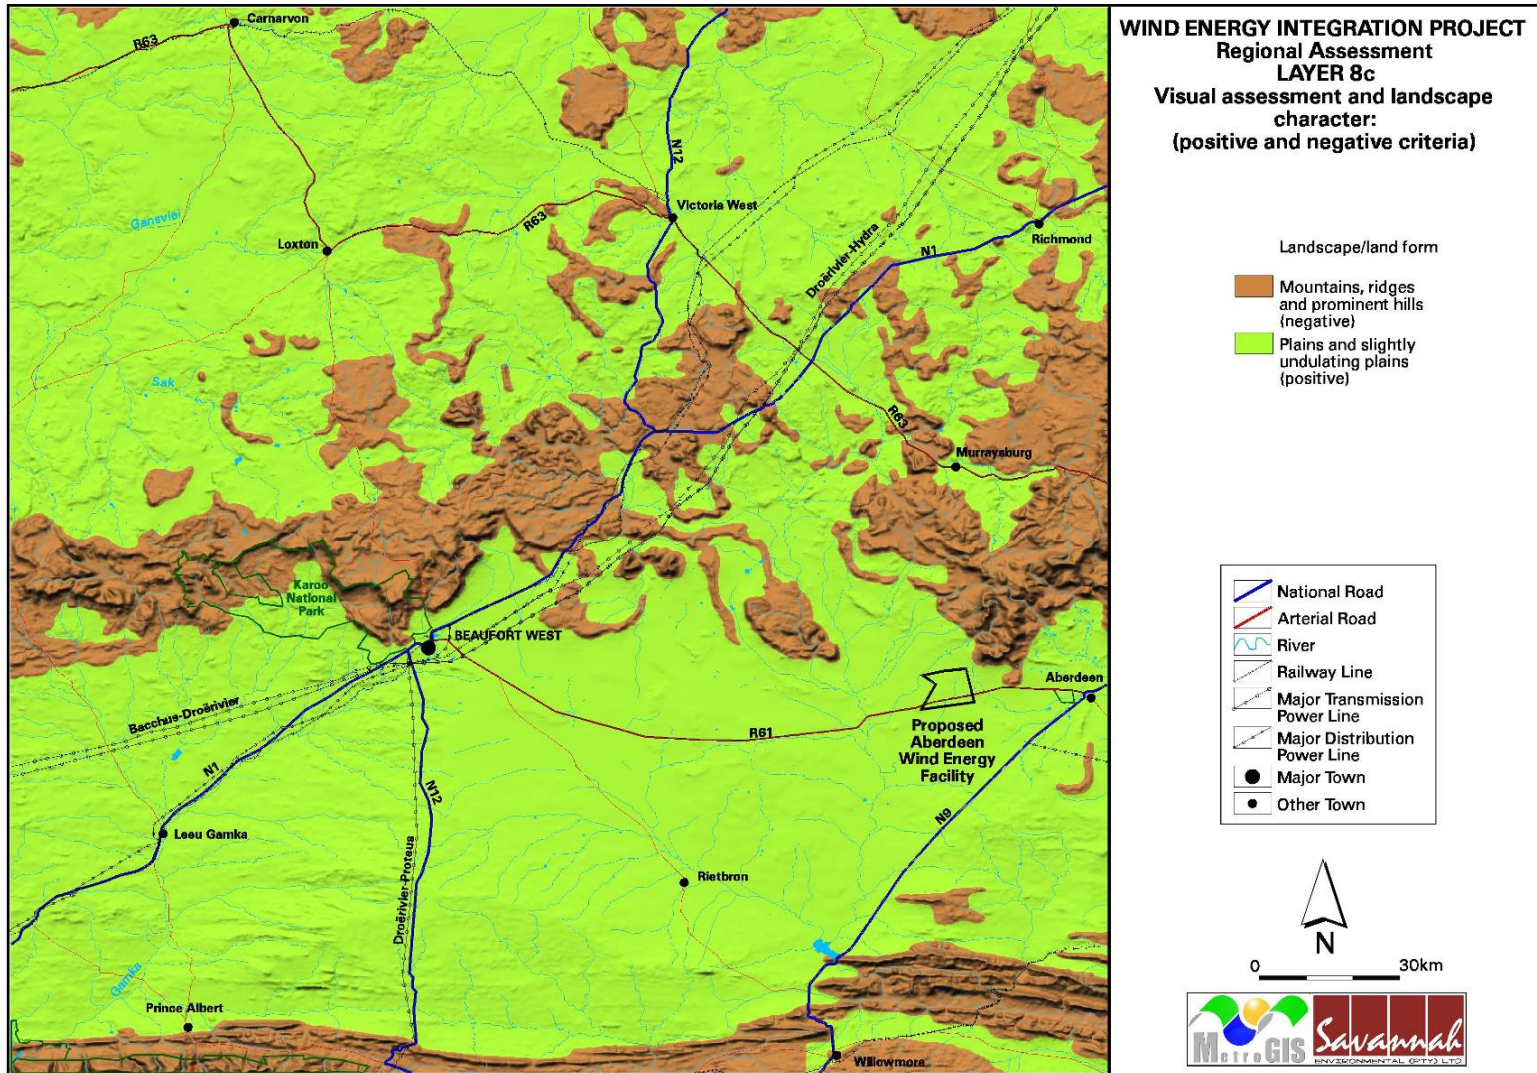 Carnarvon
R63
N12
Victoria West
R63
Gansvlei
Loxton
Richmond
N1
Droërivier-Hydra
Sak
R63
Murraysburg
Karoo
National
Park
BEAUFORT WEST
Aberdeen
Bacchus-Droërivier
R61
Proposed
Aberdeen
Wind Energy
Facility
N1
N12
N9
Leeu Gamka
Rietbron
Droërivier-Proteus
Gamka
Prince Albert
Willowmore
WIND ENERGY INTEGRATION PROJECT
Regional Assessment
LAYER 8c
Visual assessment and landscape
character:
(positive and negative criteria)
Landscape/land form
Mountains, ridges
and prominent hills
(negative)
Plains and slightly
undulating plains
(positive)
National Road
Arterial Road
River
Railway Line
Major Transmission
Power Line
Major Distribution
Power Line
Major Town
Other Town
N
0 30km
MetroGIS
Savannah
ENVIRONMENTAL (PTY) LTD